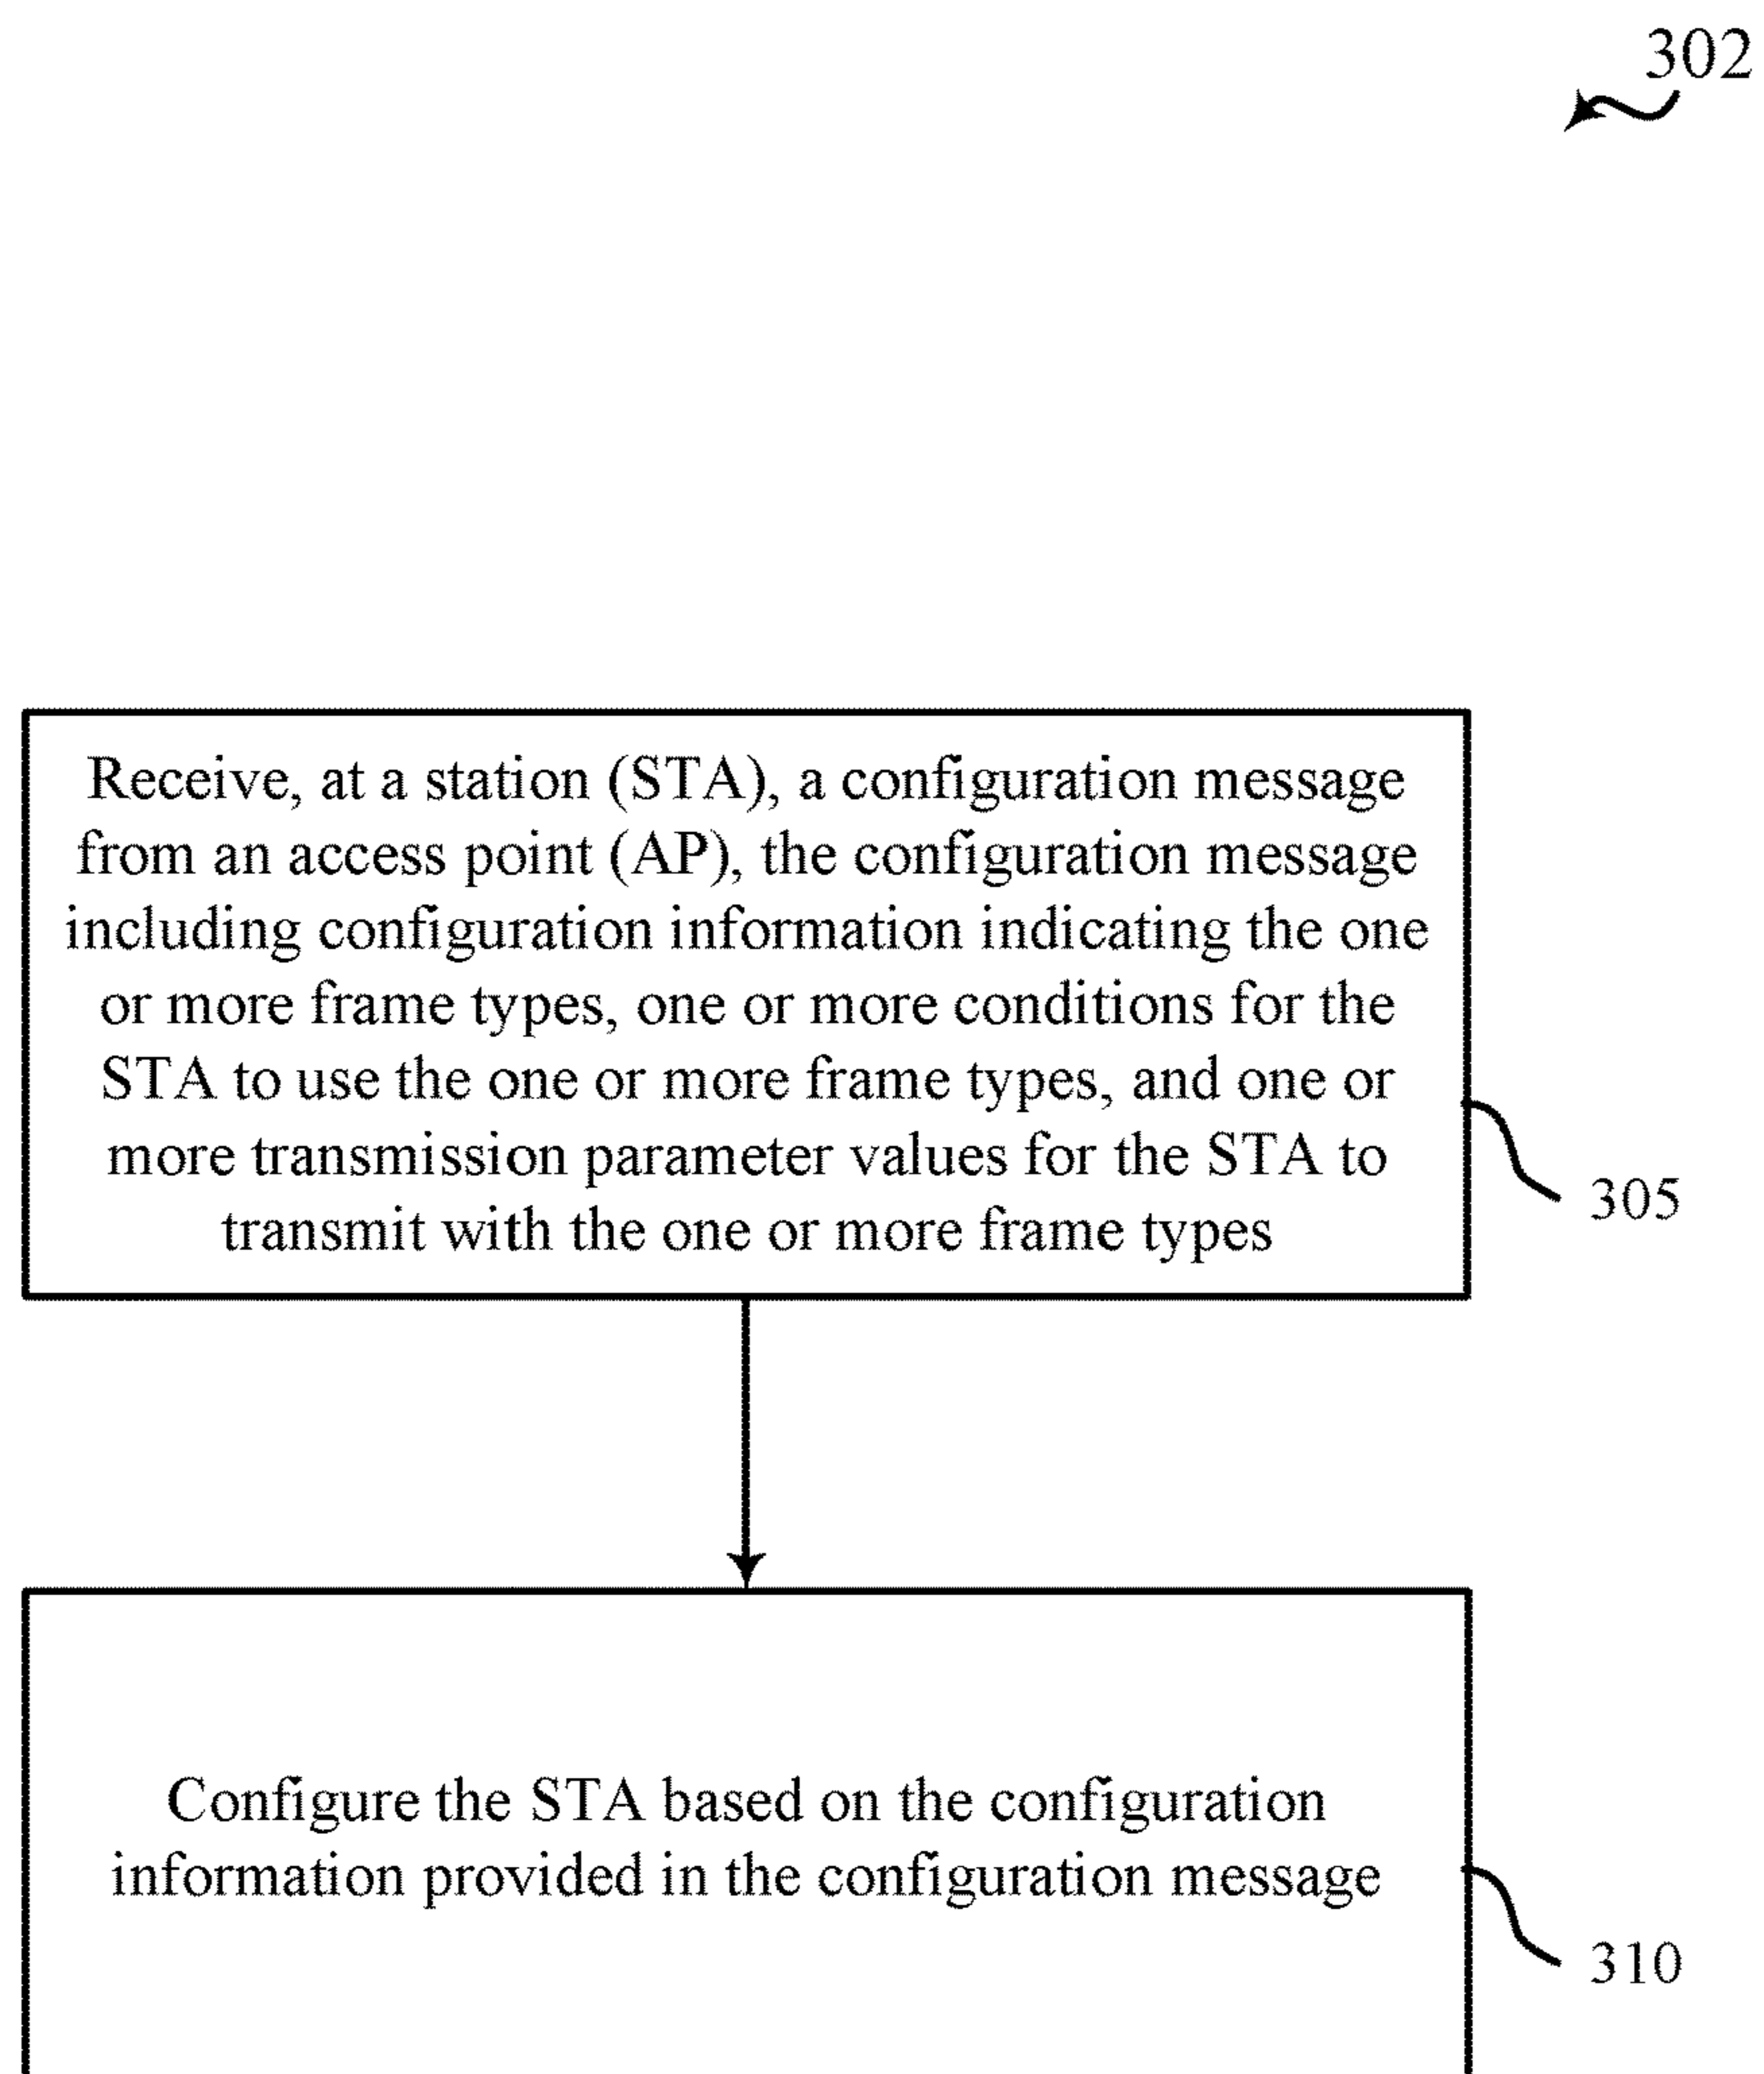 302
Receive, at a station (STA), a configuration message
from an access point (AP), the configuration message
including configuration information indicating the one
or more frame types, one or more conditions for the
STA to use the one or more frame types, and one or
more transmission parameter values for the STA to
transmit with the one or more frame types
305
Configure the STA based on the configuration
information provided in the configuration message
310